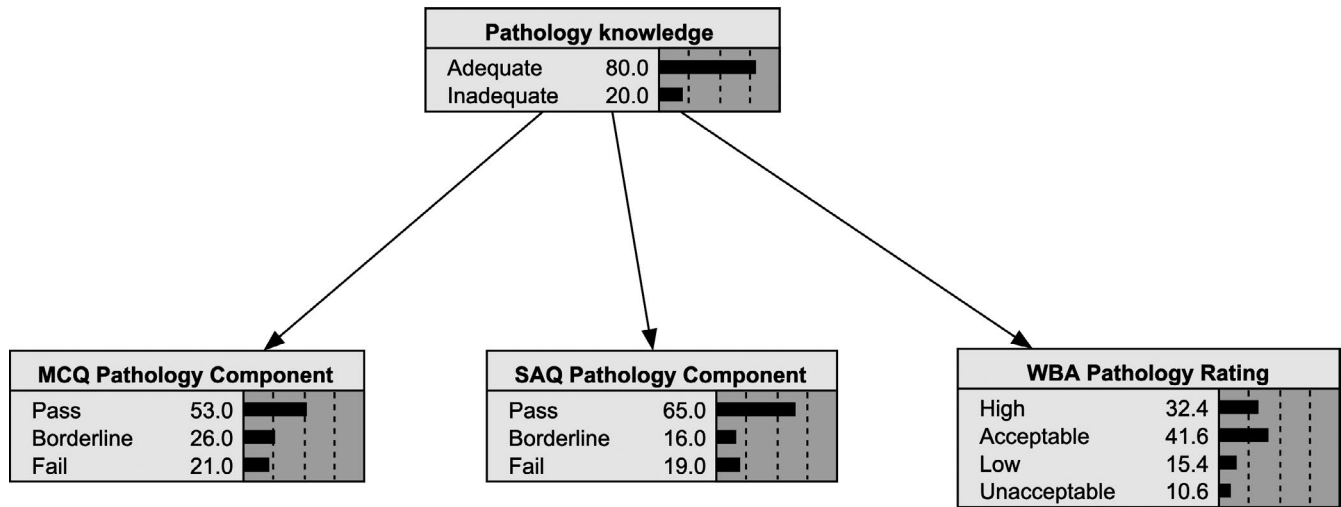 Pathology knowledge
Adequate 80.0
Inadequate 20.0
MCQ Pathology Component
Pass 53.0
Borderline 26.0
Fail 21.0
SAQ Pathology Component
Pass 65.0
Borderline 16.0
Fail 19.0
WBA Pathology Rating
High 32.4
Acceptable 41.6
Low 15.4
Unacceptable 10.6